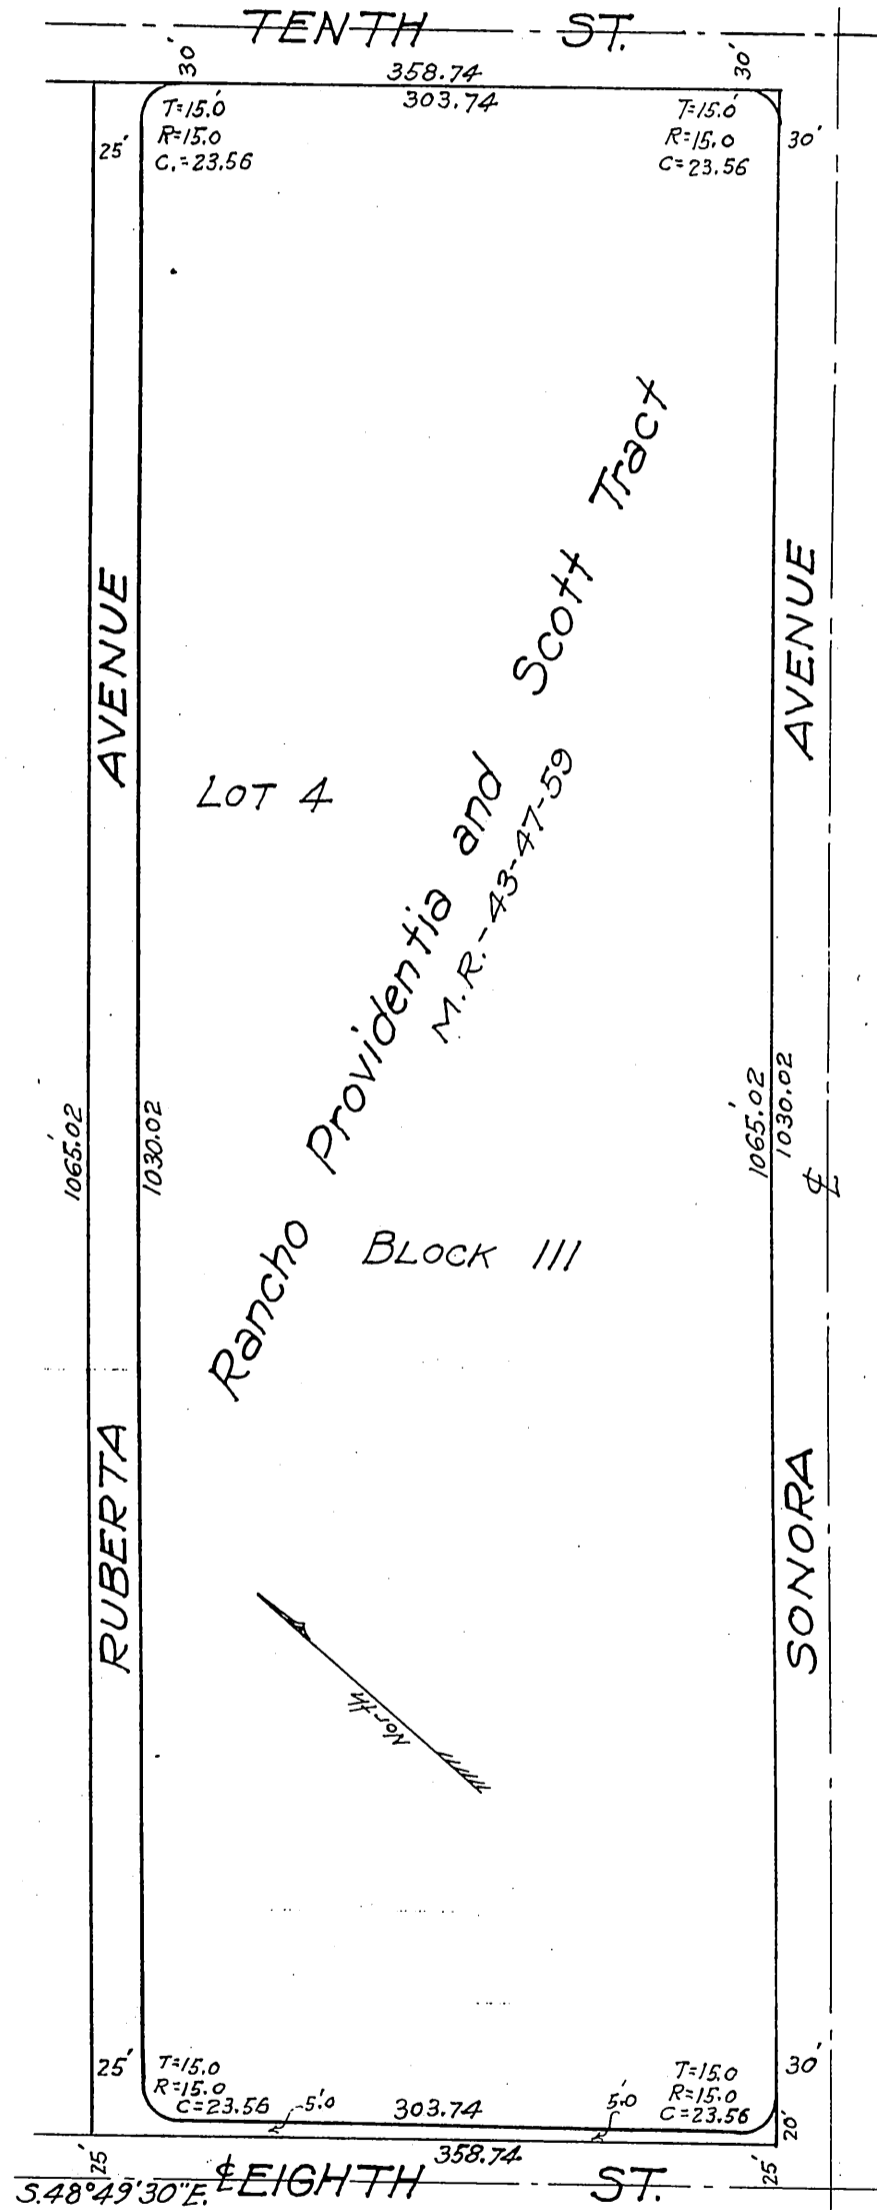 TENTH ST.
30'
358.74
30'
303.74
T=15.0'
R=15.0
C.=23.56
T=15.0'
R=15.0
C=23.56
25'
30'
AVENUE
AVENUE
LOT 4
Rancho Providentia and Scott Tract
M.R.-43-47-59
1065.02'
1030.02
1065.02'
1030.02
℄
BLOCK 111
RUBERTA
SONORA
North
25'
T=15.0
R=15.0
C=23.56
5.0'
303.74
5.0'
T=15.0
R=15.0
C=23.56
30'
20'
25'
358.74
25'
S.48°49'30"E.
℄ EIGHTH ST.